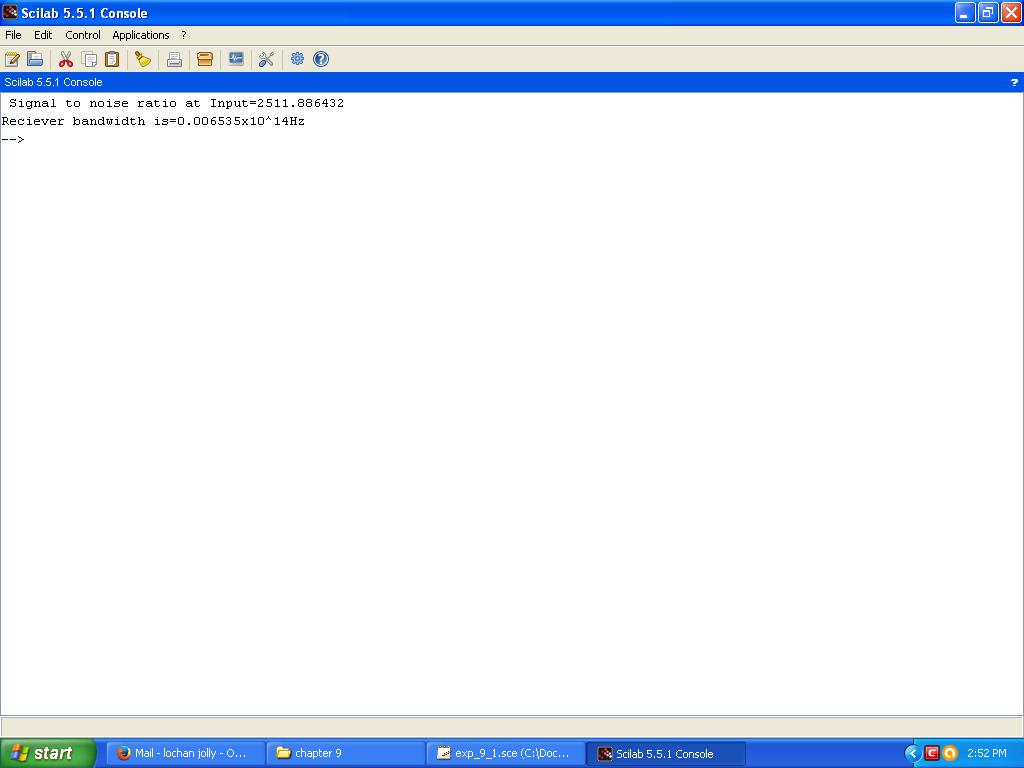 Scilab 5.5.1 Console
File Edit Control Applications ?
Scilab 5.5.1 Console ?
Signal to noise ratio at Input=2511.886432
Reciever bandwidth is=0.006535x10^14Hz
-->
start Mail - lochan jolly - O... chapter 9 exp_9_1.sce (C:\Doc... Scilab 5.5.1 Console 2:52 PM